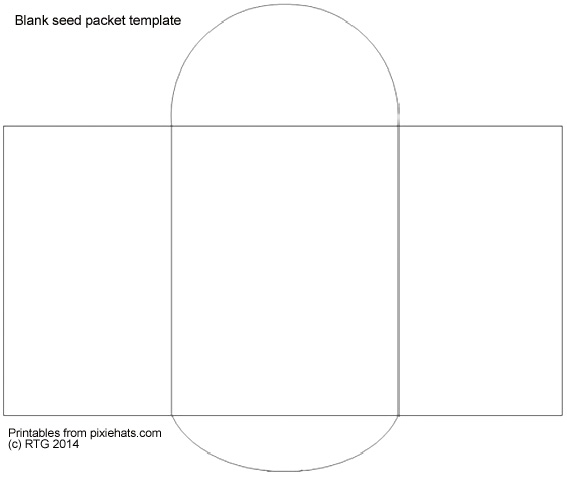 Blank seed packet template
Printables from pixiehats.com
(c) RTG 2014